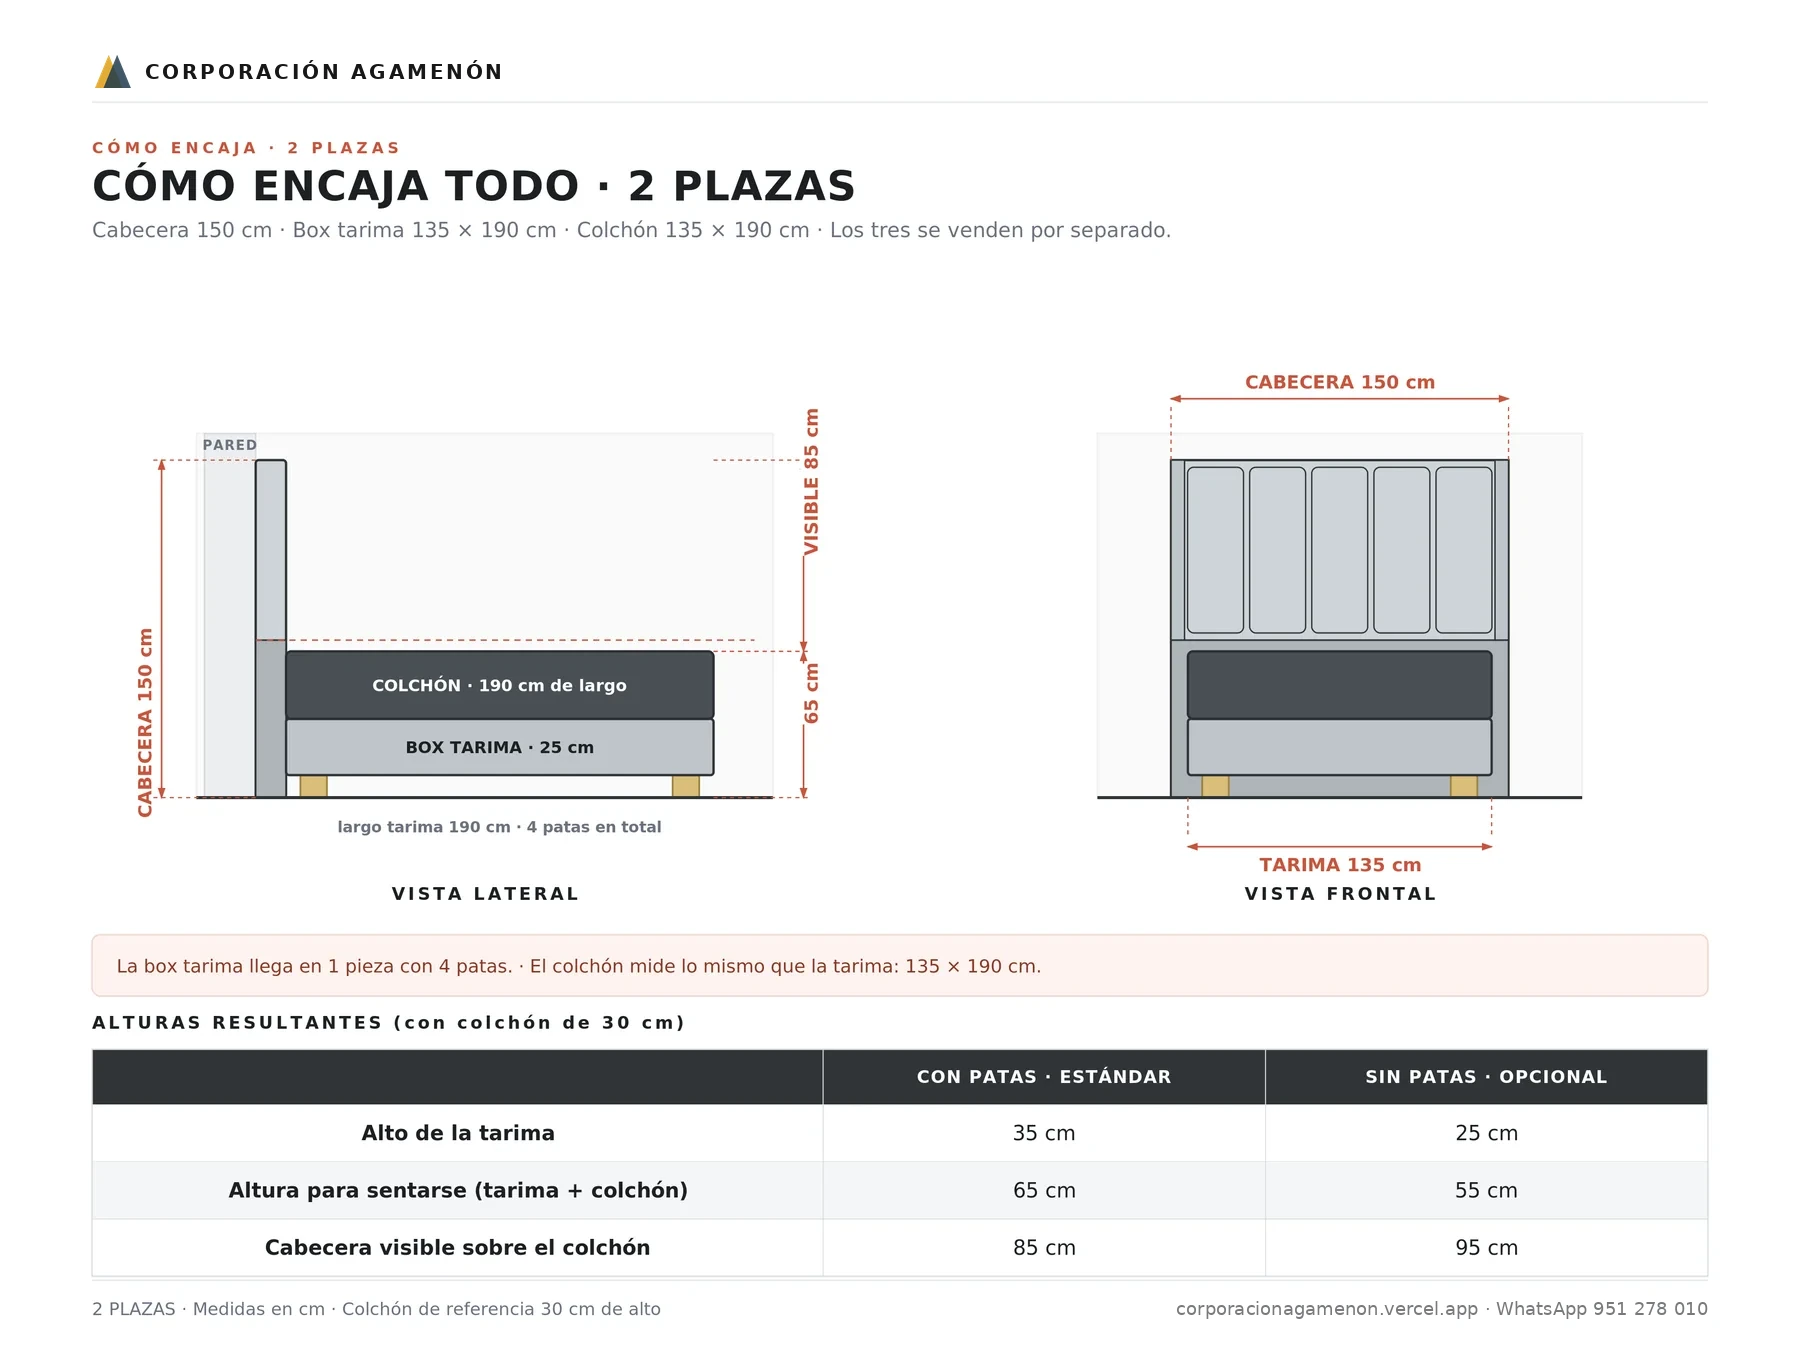 CORPORACIÓN AGAMENÓN
CÓMO ENCAJA · 2 PLAZAS
CÓMO ENCAJA TODO · 2 PLAZAS
Cabecera 150 cm · Box tarima 135 × 190 cm · Colchón 135 × 190 cm · Los tres se venden por separado.
PARED
CABECERA 150 cm
COLCHÓN · 190 cm de largo
BOX TARIMA · 25 cm
VISIBLE 85 cm
65 cm
largo tarima 190 cm · 4 patas en total
VISTA LATERAL
CABECERA 150 cm
TARIMA 135 cm
VISTA FRONTAL
La box tarima llega en 1 pieza con 4 patas. · El colchón mide lo mismo que la tarima: 135 × 190 cm.
ALTURAS RESULTANTES (con colchón de 30 cm)
CON PATAS · ESTÁNDAR SIN PATAS · OPCIONAL
Alto de la tarima 35 cm 25 cm
Altura para sentarse (tarima + colchón) 65 cm 55 cm
Cabecera visible sobre el colchón 85 cm 95 cm
2 PLAZAS · Medidas en cm · Colchón de referencia 30 cm de alto
corporacionagamenon.vercel.app · WhatsApp 951 278 010